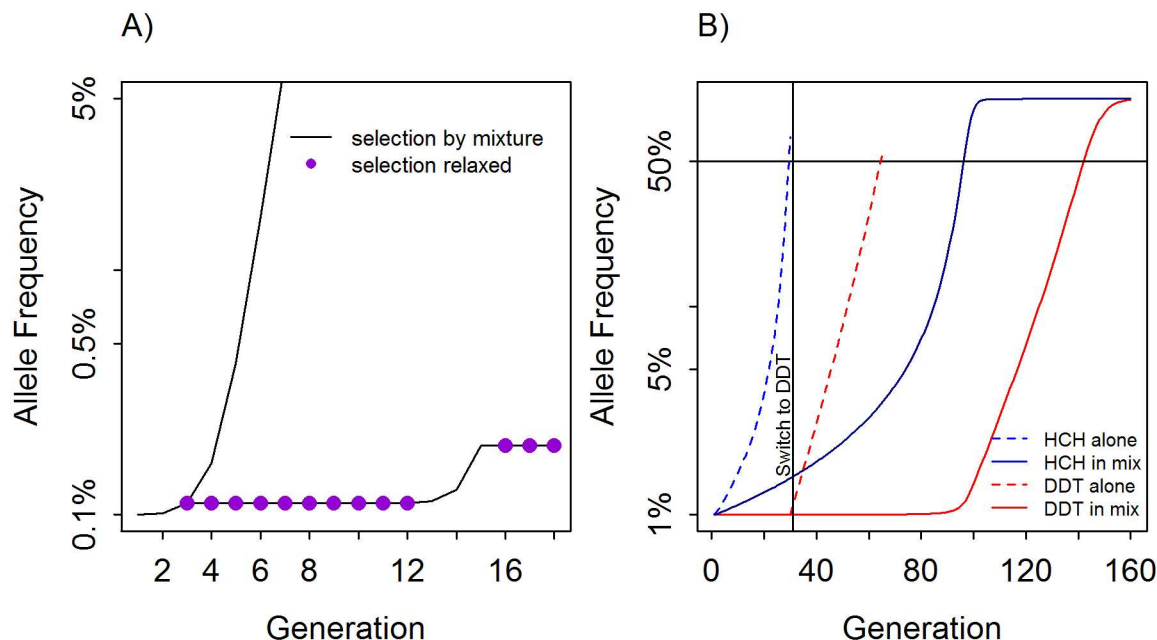 A)
Allele Frequency
5%
0.5%
0.1%
selection by mixture
selection relaxed
2 4 6 8 12 16
Generation
B)
Allele Frequency
50%
5%
1%
Switch to DDT
HCH alone
HCH in mix
DDT alone
DDT in mix
0 40 80 120 160
Generation